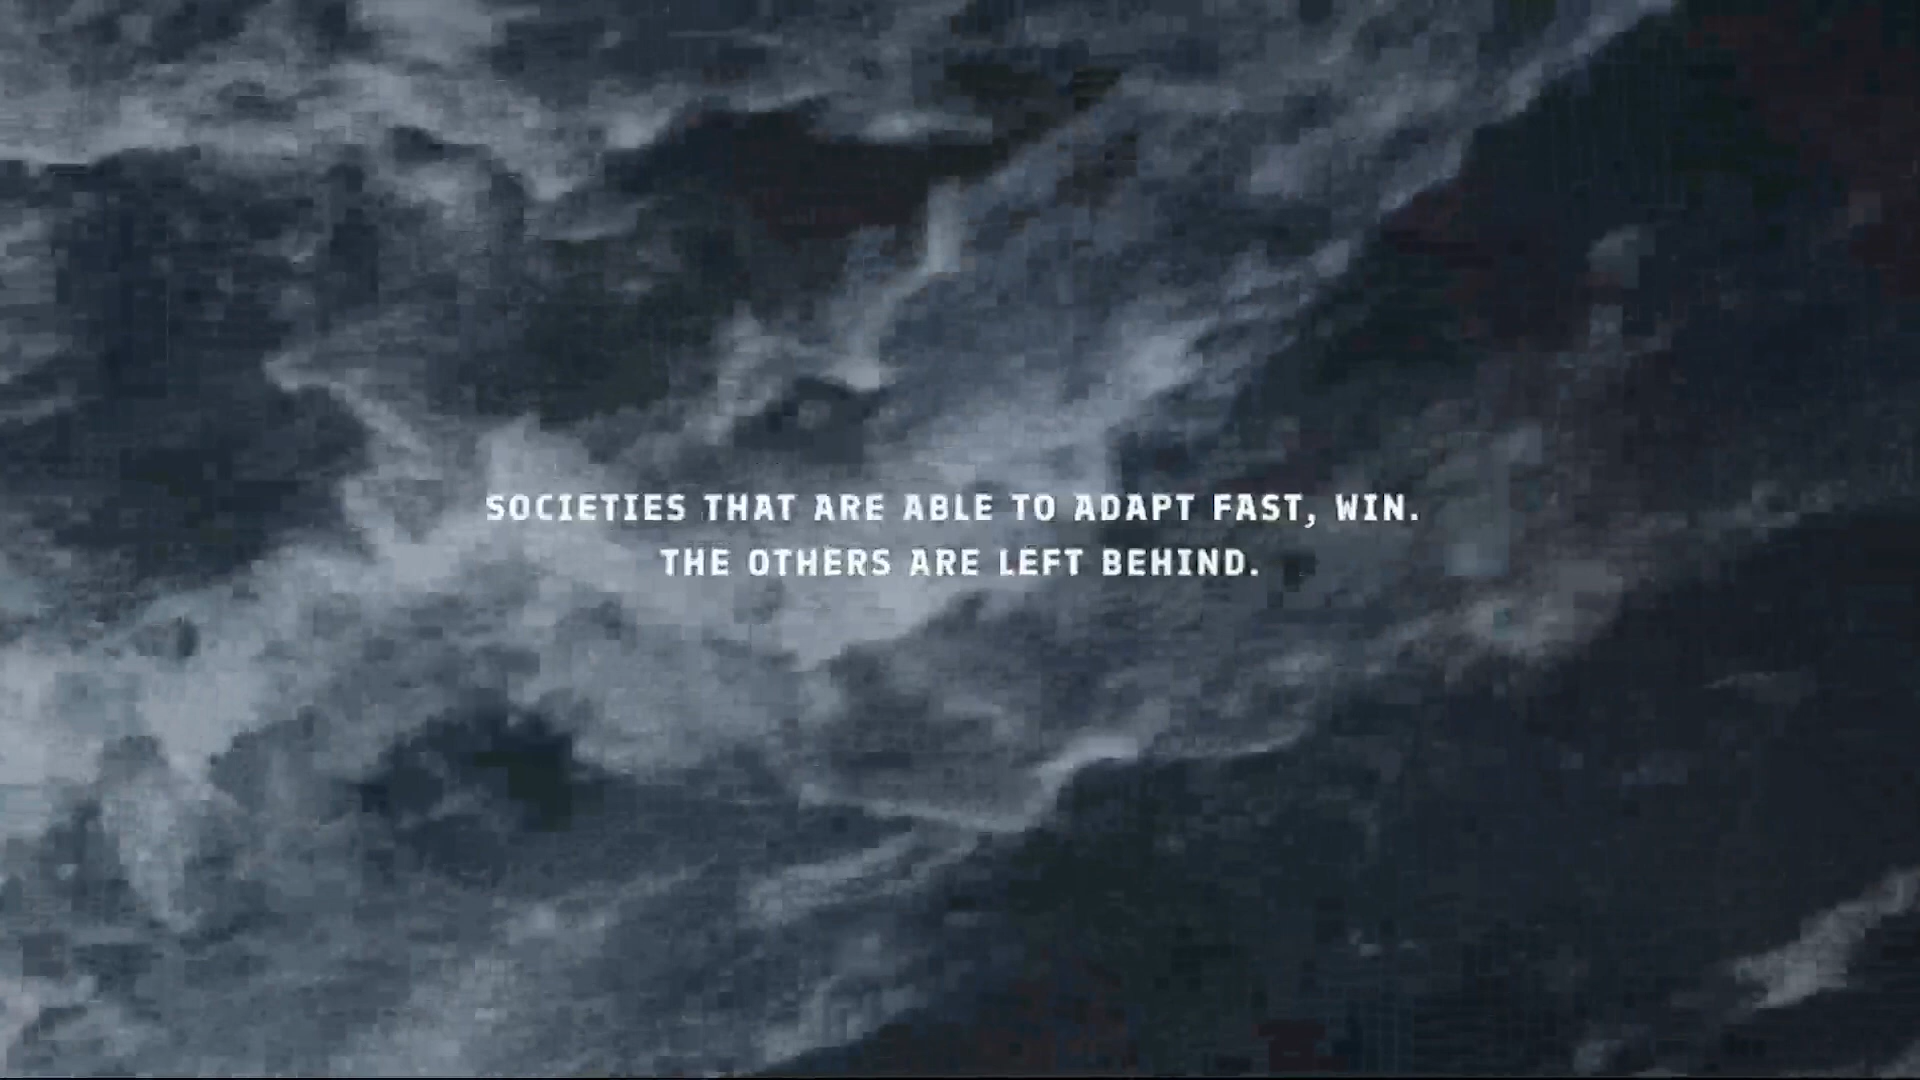 SOCIETIES THAT ARE ABLE TO ADAPT FAST, WIN.
THE OTHERS ARE LEFT BEHIND.